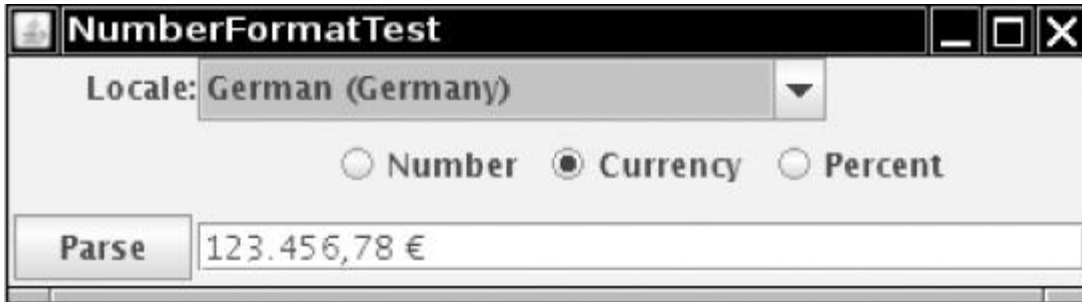 NumberFormatTest
Locale: German (Germany)
Number Currency Percent
Parse 123.456,78 €